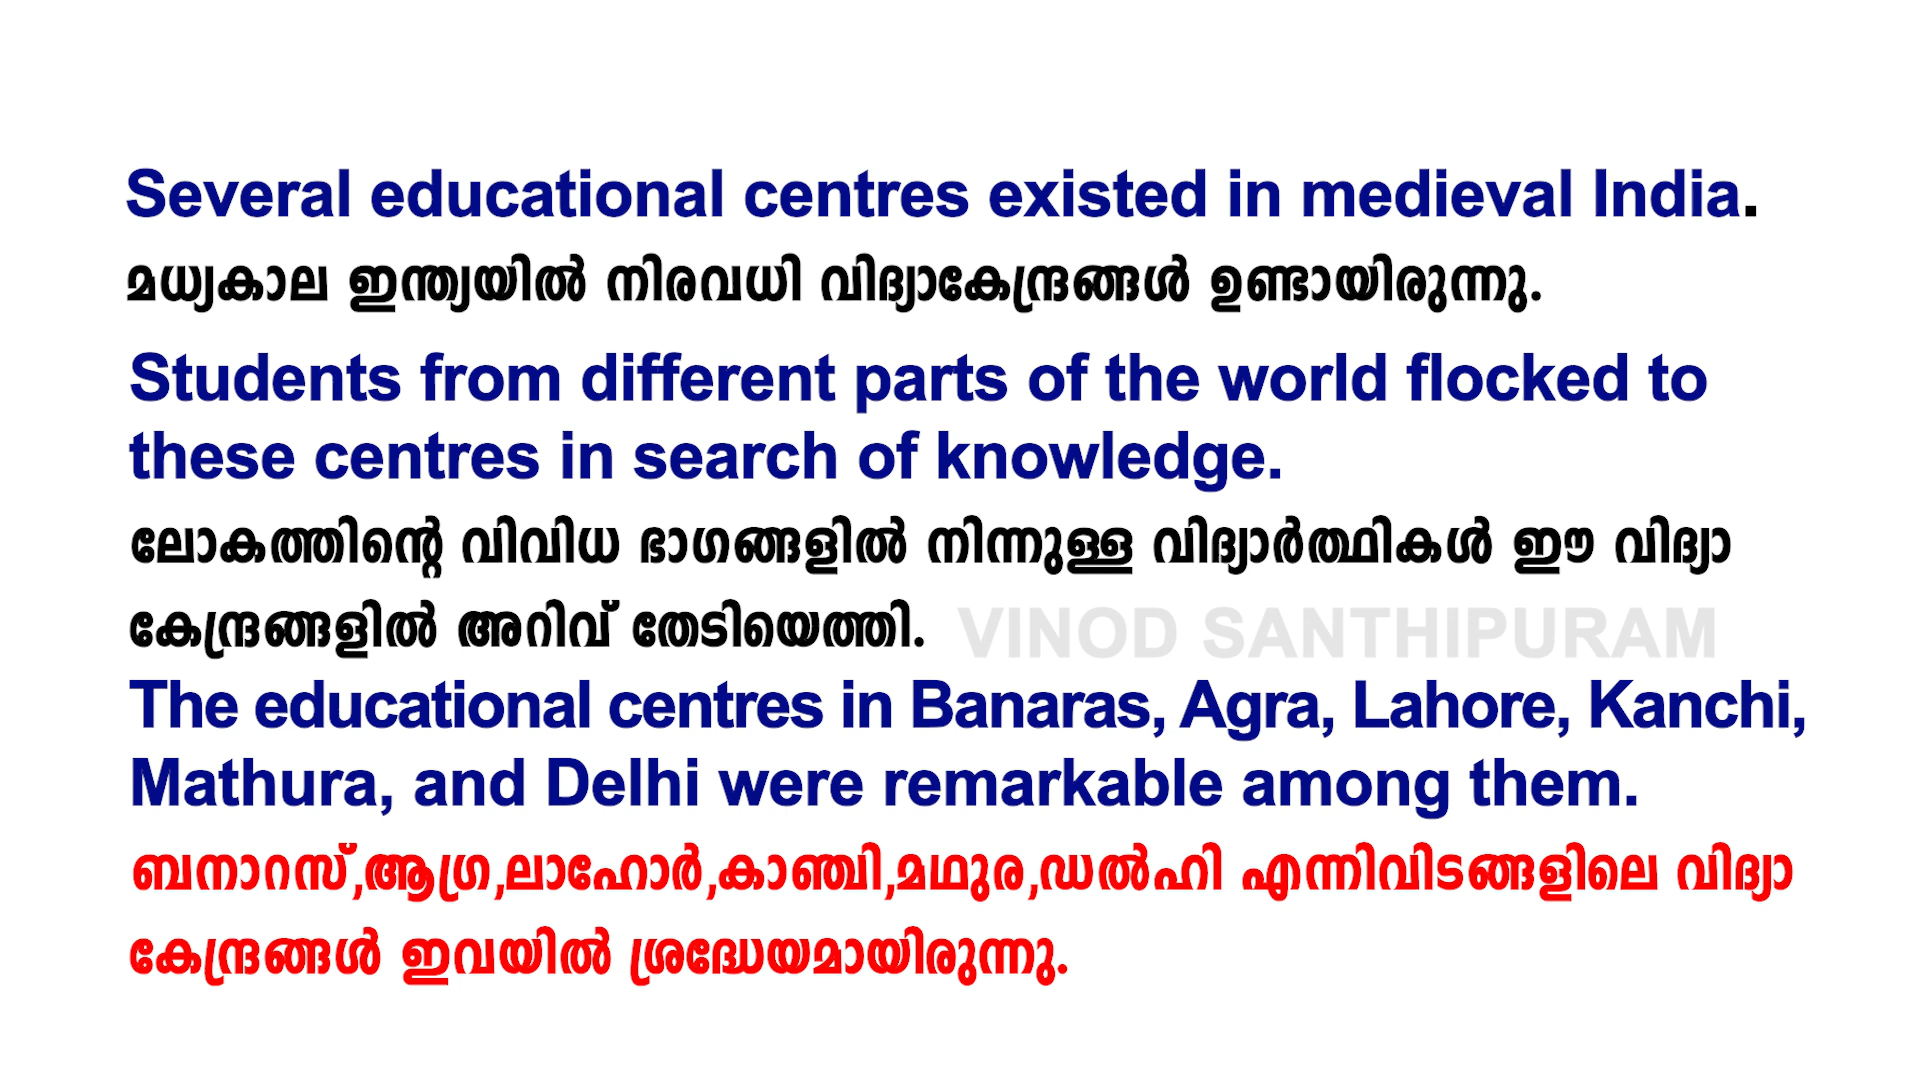 Several educational centres existed in medieval India.
മധ്യകാല ഇന്ത്യയിൽ നിരവധി വിദ്യാകേന്ദ്രങ്ങൾ ഉണ്ടായിരുന്നു.
Students from different parts of the world flocked to
these centres in search of knowledge.
ലോകത്തിന്റെ വിവിധ ഭാഗങ്ങളിൽ നിന്നുള്ള വിദ്യാർത്ഥികൾ ഈ വിദ്യാ
കേന്ദ്രങ്ങളിൽ അറിവ് തേടിയെത്തി.
VINOD SANTHIPURAM
The educational centres in Banaras, Agra, Lahore, Kanchi,
Mathura, and Delhi were remarkable among them.
ബനാറസ്,ആഗ്ര,ലാഹോർ,കാഞ്ചി,മഥുര,ഡൽഹി എന്നിവിടങ്ങളിലെ വിദ്യാ
കേന്ദ്രങ്ങൾ ഇവയിൽ ശ്രദ്ധേയമായിരുന്നു.